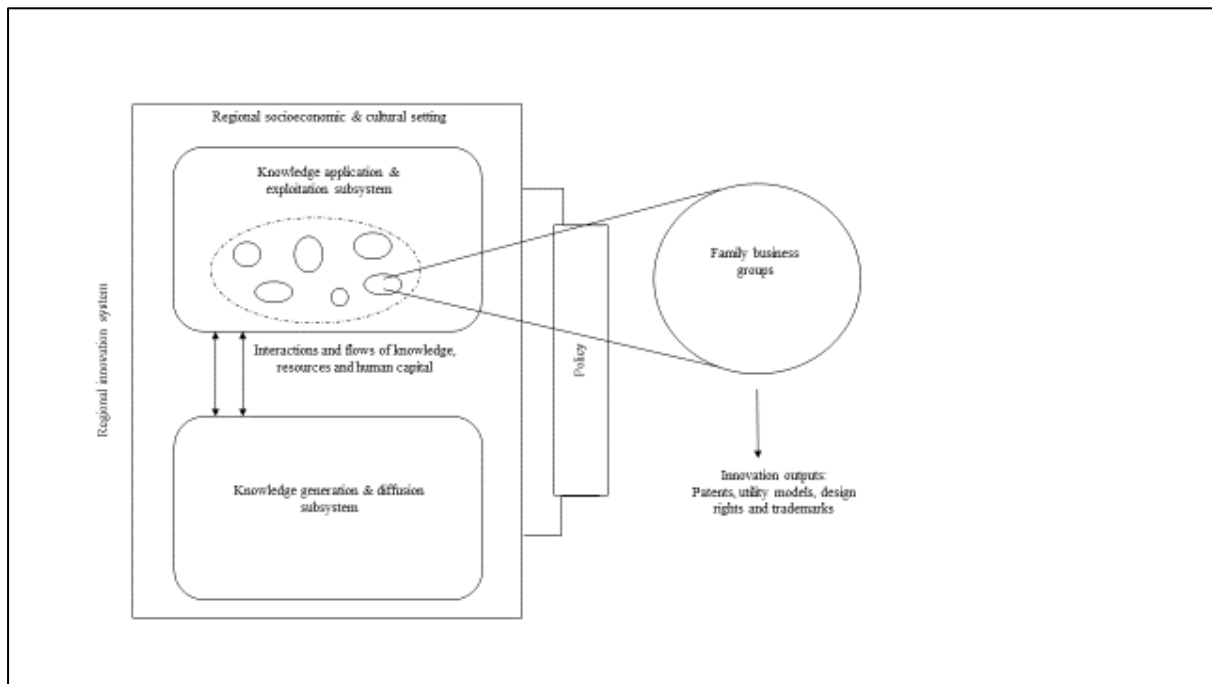 Regional socioeconomic & cultural setting
Knowledge application &
exploitation subsystem
Interactions and flows of knowledge,
resources and human capital
Knowledge generation & diffusion
subsystem
Regional innovation system
Policy
Family business
groups
Innovation outputs:
Patents, utility models, design
rights and trademarks